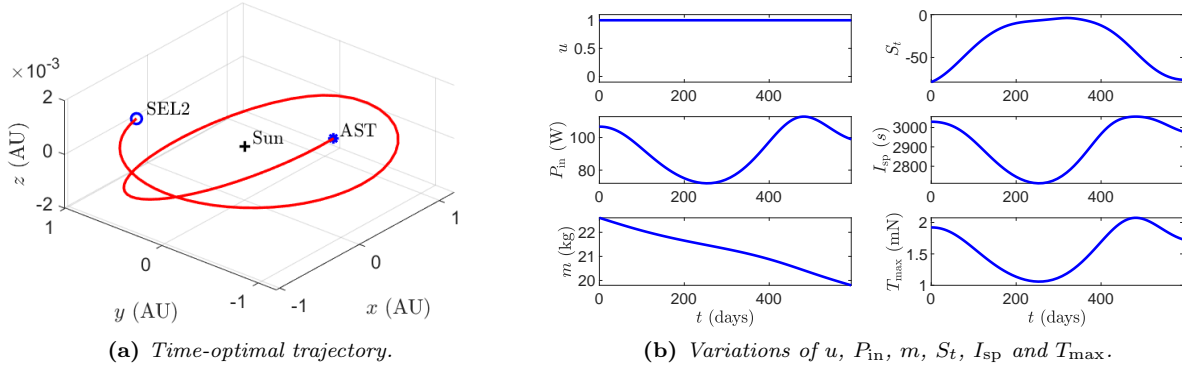 ×10⁻³
2
0
-2
z (AU)
SEL2
Sun
AST
1
0
-1
y (AU)
-1
0
1
x (AU)
(a) Time-optimal trajectory.
1
0.5
0
u
0 200 400
0
-50
S_t
0 200 400
100
80
P_in (W)
0 200 400
3000
2900
2800
I_sp (s)
0 200 400
22
21
20
m (kg)
0 200 400
t (days)
2
1.5
1
T_max (mN)
0 200 400
t (days)
(b) Variations of u, P_in, m, S_t, I_sp and T_max.